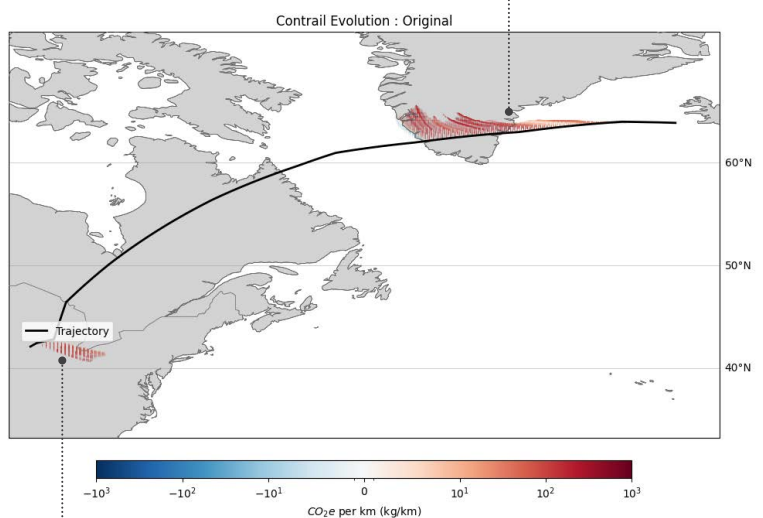 Contrail Evolution : Original
60°N
50°N
Trajectory
40°N
−10³ −10² −10¹ 0 10¹ 10² 10³
CO₂e per km (kg/km)